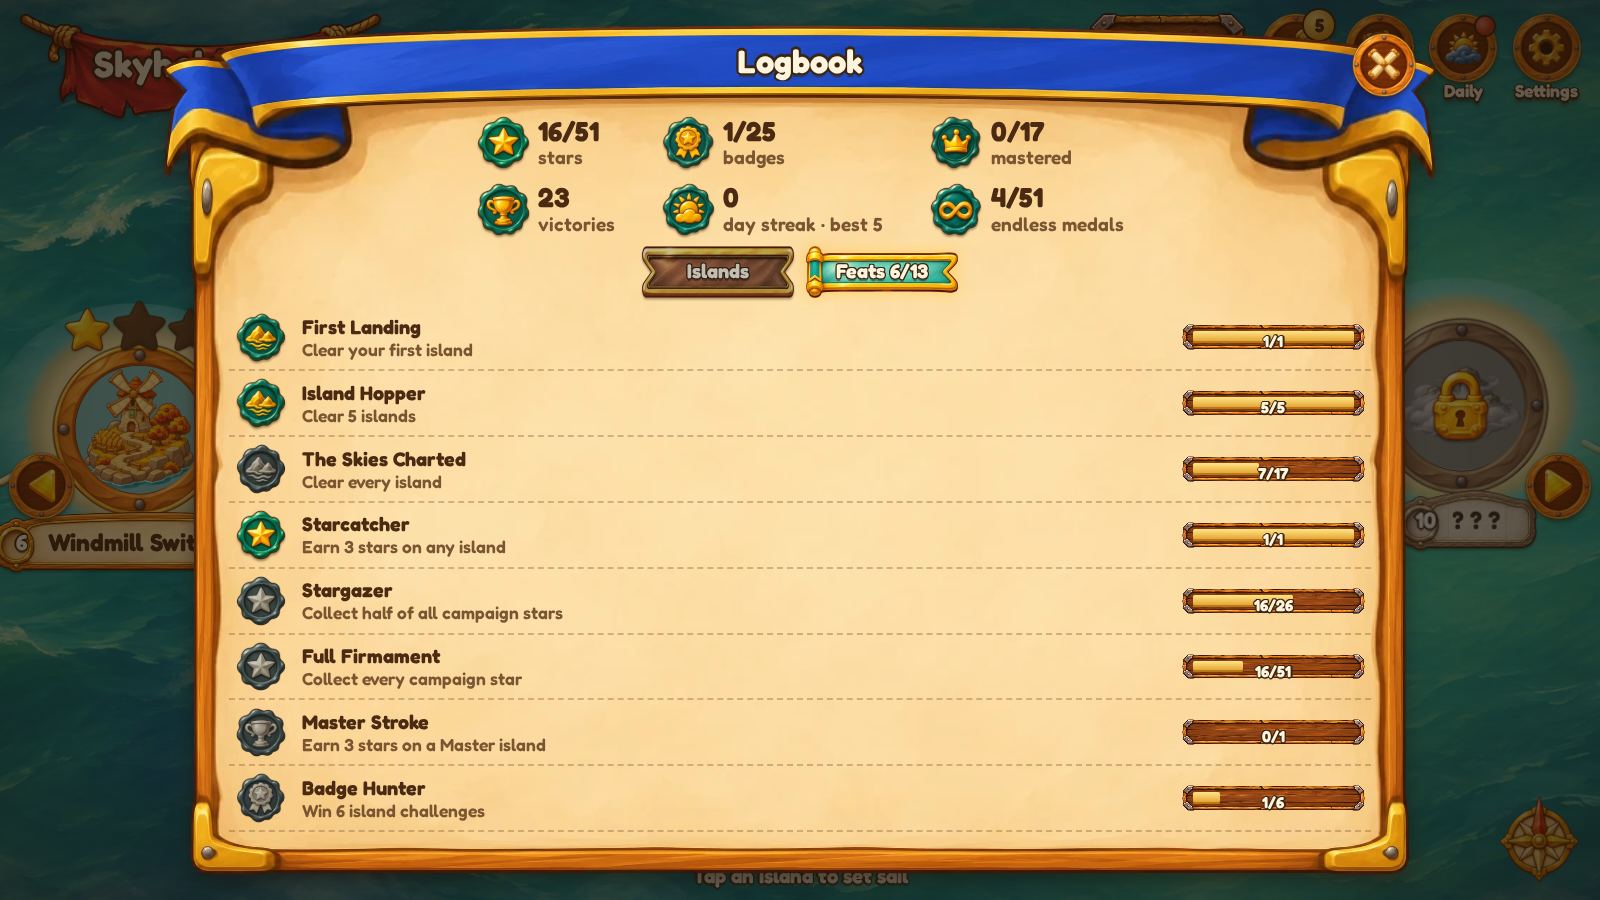 Logbook
5
Daily
Settings
16/51
stars
1/25
badges
0/17
mastered
23
victories
0
day streak · best 5
4/51
endless medals
Islands
Feats 6/13
First Landing
Clear your first island
1/1
Island Hopper
Clear 5 islands
5/5
The Skies Charted
Clear every island
7/17
Starcatcher
Earn 3 stars on any island
1/1
Stargazer
Collect half of all campaign stars
16/26
Full Firmament
Collect every campaign star
16/51
Master Stroke
Earn 3 stars on a Master island
0/1
Badge Hunter
Win 6 island challenges
1/6
6
Windmill Swit
10
???
Tap an island to set sail